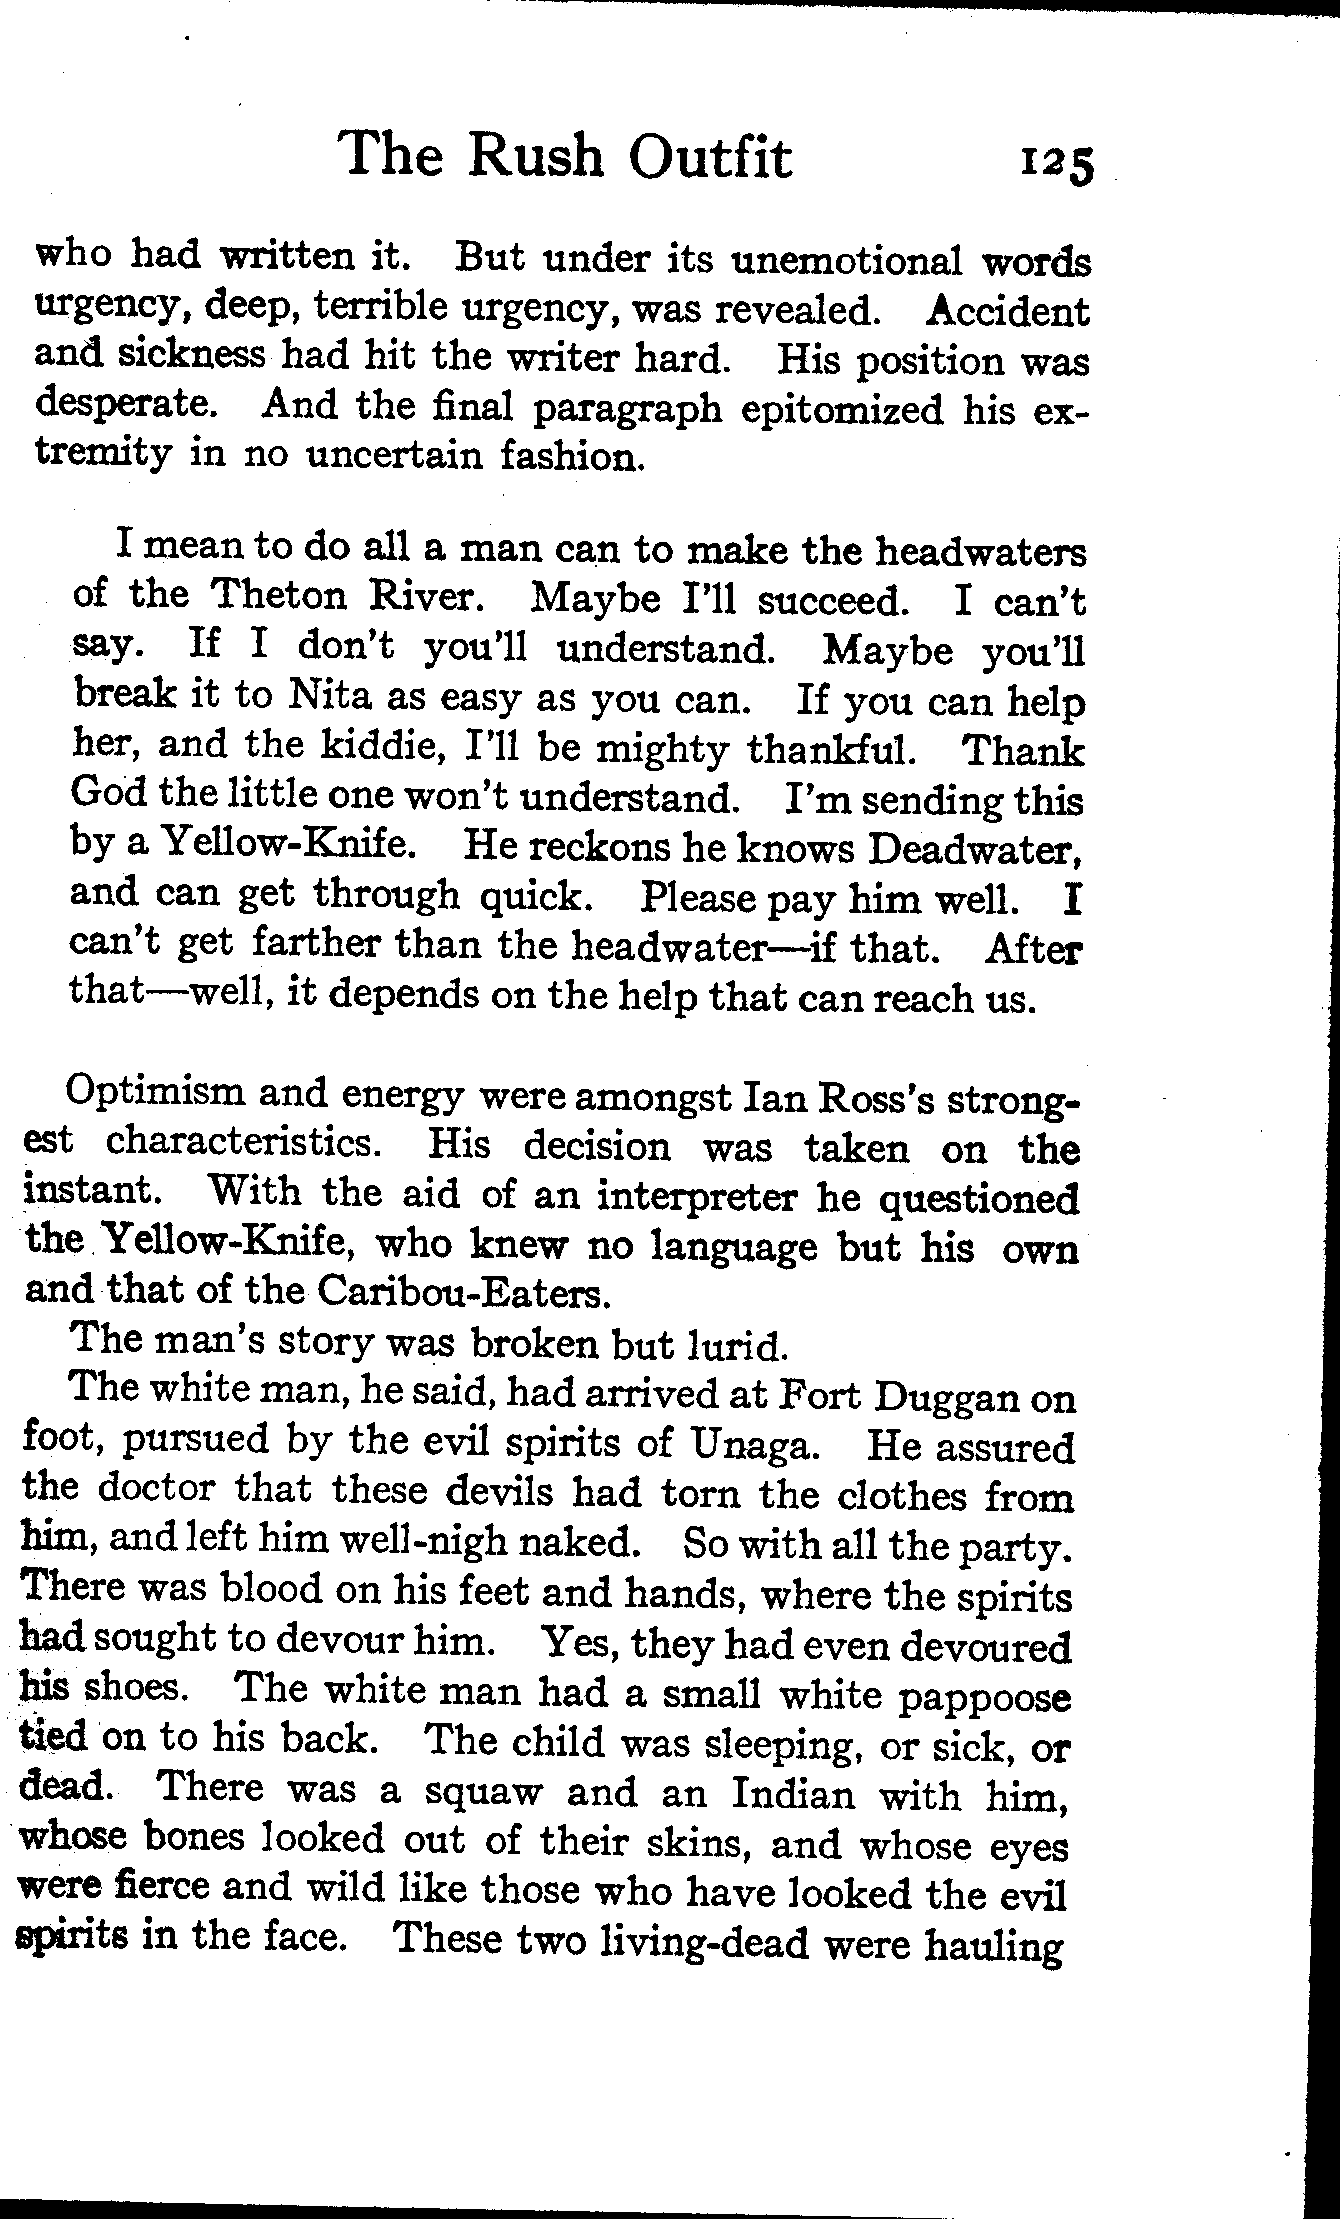 The Rush Outfit 125
who had written it. But under its unemotional words
urgency, deep, terrible urgency, was revealed. Accident
and sickness had hit the writer hard. His position was
desperate. And the final paragraph epitomized his ex-
tremity in no uncertain fashion.
I mean to do all a man can to make the headwaters
of the Theton River. Maybe I'll succeed. I can't
say. If I don't you'll understand. Maybe you'll
break it to Nita as easy as you can. If you can help
her, and the kiddie, I'll be mighty thankful. Thank
God the little one won't understand. I'm sending this
by a Yellow-Knife. He reckons he knows Deadwater,
and can get through quick. Please pay him well. I
can't get farther than the headwater—if that. After
that—well, it depends on the help that can reach us.
Optimism and energy were amongst Ian Ross's strong-
est characteristics. His decision was taken on the
instant. With the aid of an interpreter he questioned
the Yellow-Knife, who knew no language but his own
and that of the Caribou-Eaters.
The man's story was broken but lurid.
The white man, he said, had arrived at Fort Duggan on
foot, pursued by the evil spirits of Unaga. He assured
the doctor that these devils had torn the clothes from
him, and left him well-nigh naked. So with all the party.
There was blood on his feet and hands, where the spirits
had sought to devour him. Yes, they had even devoured
his shoes. The white man had a small white pappoose
tied on to his back. The child was sleeping, or sick, or
dead. There was a squaw and an Indian with him,
whose bones looked out of their skins, and whose eyes
were fierce and wild like those who have looked the evil
spirits in the face. These two living-dead were hauling